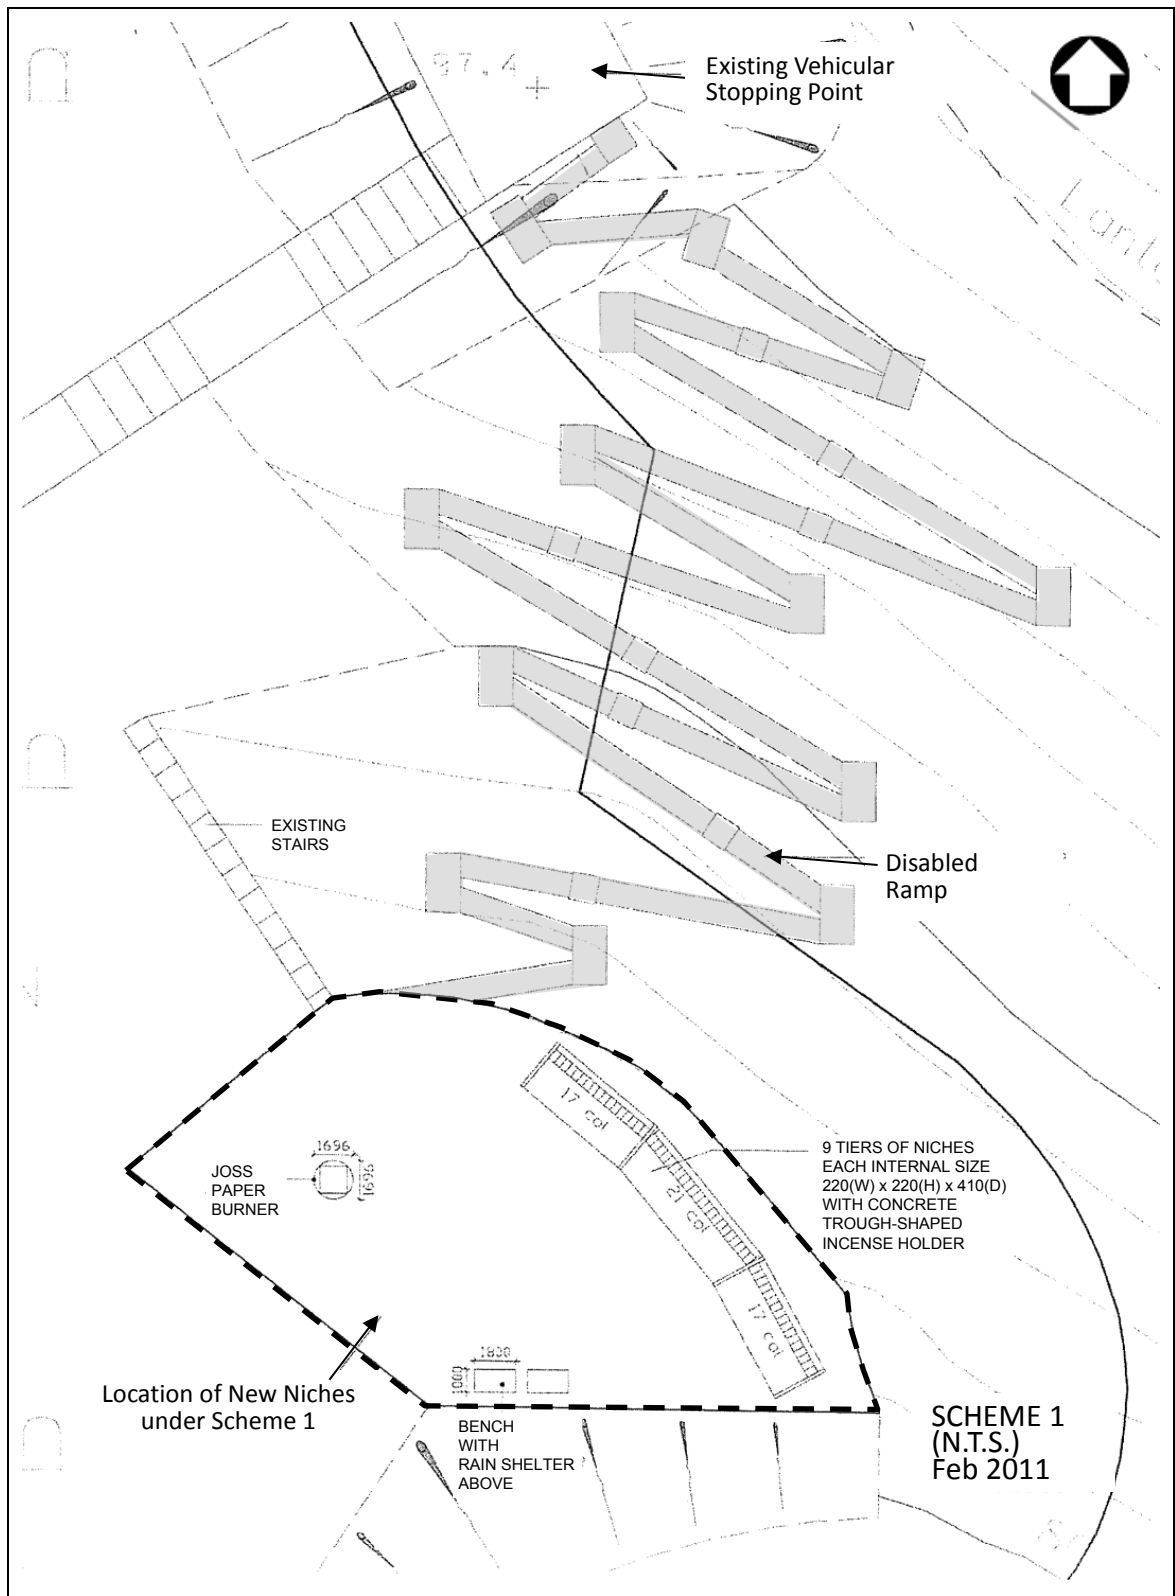 97.4
Existing Vehicular
Stopping Point
EXISTING
STAIRS
Disabled
Ramp
17 col
21 col
17 col
9 TIERS OF NICHES
EACH INTERNAL SIZE
220(W) x 220(H) x 410(D)
WITH CONCRETE
TROUGH-SHAPED
INCENSE HOLDER
1696
1696
JOSS
PAPER
BURNER
1800
1000
Location of New Niches
under Scheme 1
BENCH
WITH
RAIN SHELTER
ABOVE
SCHEME 1
(N.T.S.)
Feb 2011